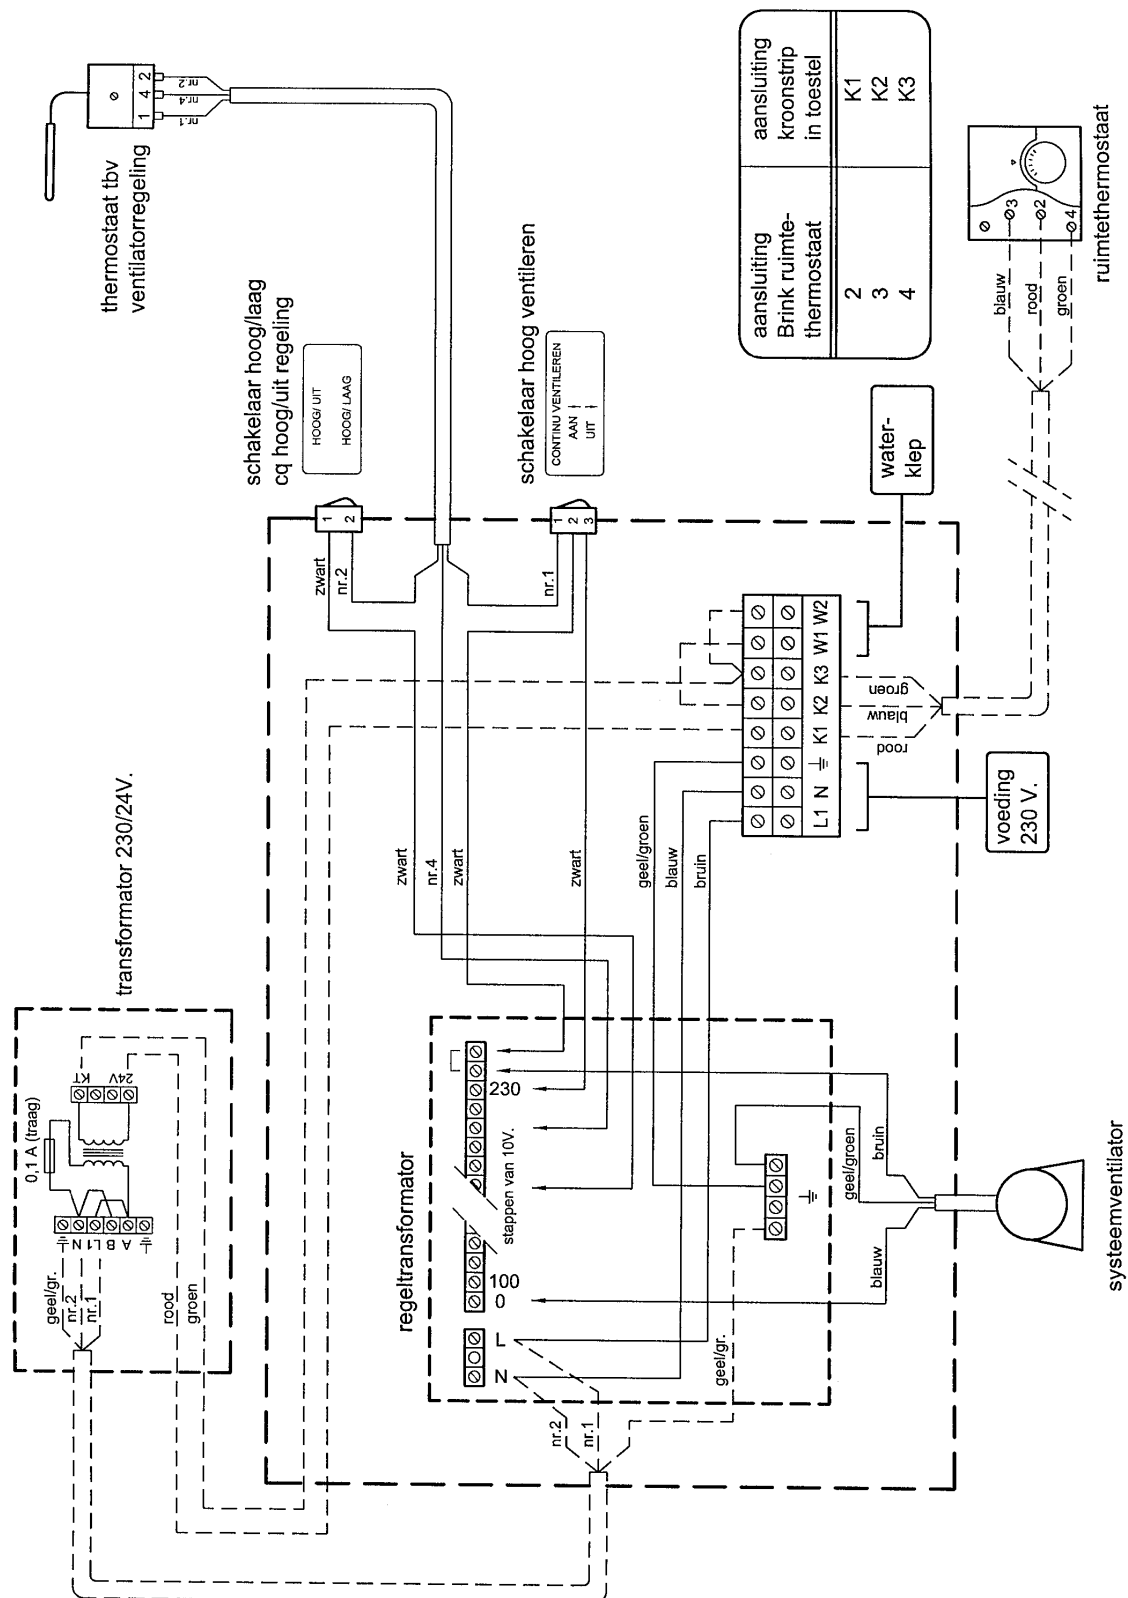 thermostaat tbv
ventilatorregeling
1 4 2
nr.1
nr.4
nr.2
schakelaar hoog/laag
cq hoog/uit regeling
HOOG/ UIT
HOOG/ LAAG
1
2
zwart
nr.2
schakelaar hoog ventileren
CONTINU VENTILEREN
AAN
UIT
1
2
3
nr.1
aansluiting
Brink ruimte-
thermostaat
aansluiting
kroonstrip
in toestel
2 K1
3 K2
4 K3
ruimtethermostaat
3
2
4
blauw
rood
groen
water-
klep
L1 N K1 K2 K3 W1 W2
rood
blauw
groen
voeding
230 V.
transformator 230/24V.
0,1 A (traag)
KT
24V
N L1 B A
geel/gr.
nr.2
nr.1
rood
groen
zwart
nr.4
zwart
zwart
geel/groen
blauw
bruin
regeltransformator
N L
0 100
stappen van 10V.
230
nr.2
nr.1
geel/gr.
blauw
geel/groen
bruin
systeemventilator